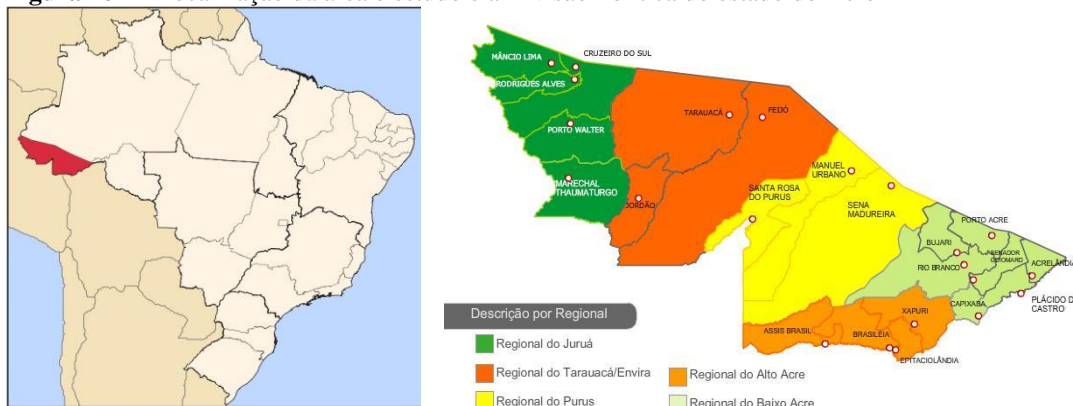 MÂNCIO LIMA
CRUZEIRO DO SUL
RODRIGUES ALVES
TARAUACÁ
FEIJÓ
PORTO WALTER
MARECHAL
THAUMATURGO
JORDÃO
SANTA ROSA
DO PURUS
MANUEL
URBANO
SENA
MADUREIRA
PORTO ACRE
BUJARI
SENADOR
GUIOMARD
RIO BRANCO
ACRELÂNDIA
CAPIXABA
PLÁCIDO D
CASTRO
XAPURI
ASSIS BRASIL
BRASILÉIA
EPITACIOLÂNDIA
Descrição por Regional
Regional do Juruá
Regional do Tarauacá/Envira
Regional do Purus
Regional do Alto Acre
Regional do Baixo Acre